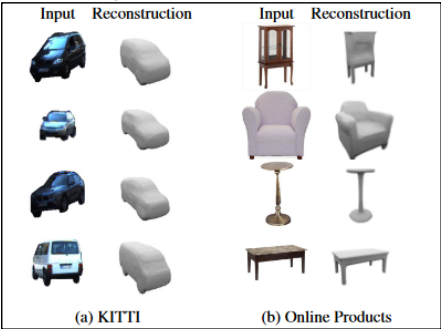 Input Reconstruction Input Reconstruction
(a) KITTI (b) Online Products